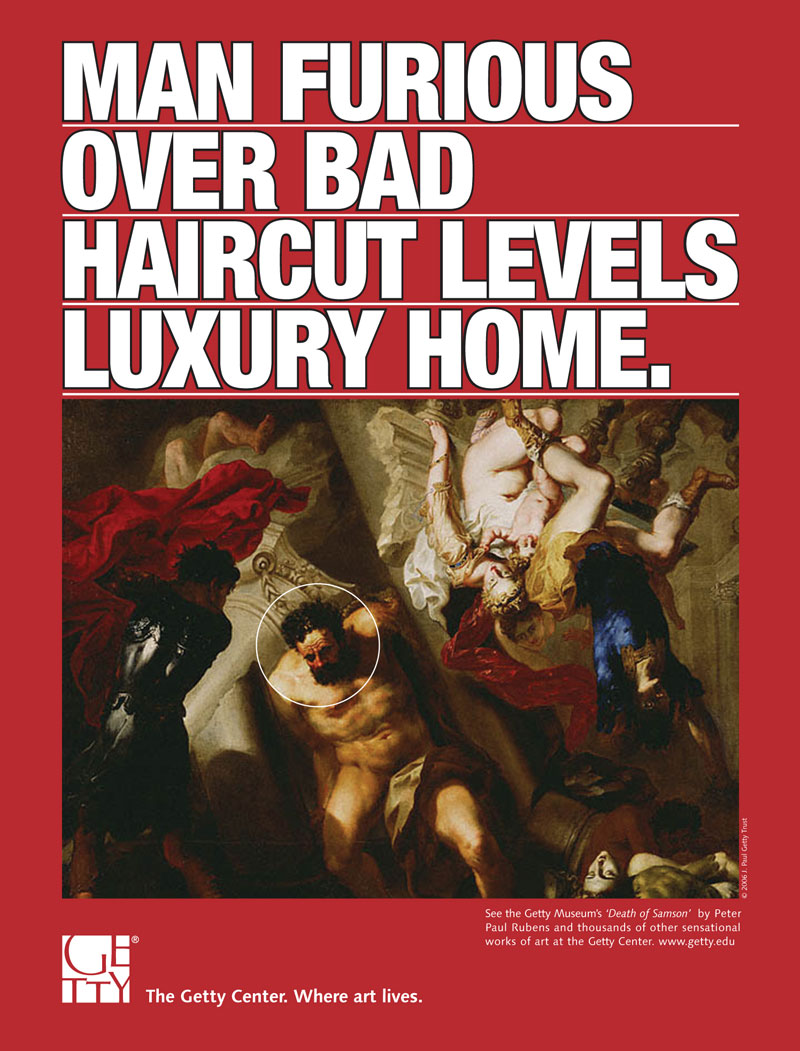 MAN FURIOUS
OVER BAD
HAIRCUT LEVELS
LUXURY HOME.
© 2006 J. Paul Getty Trust
See the Getty Museum's 'Death of Samson' by Peter
Paul Rubens and thousands of other sensational
works of art at the Getty Center. www.getty.edu
GE®
TTY
The Getty Center. Where art lives.